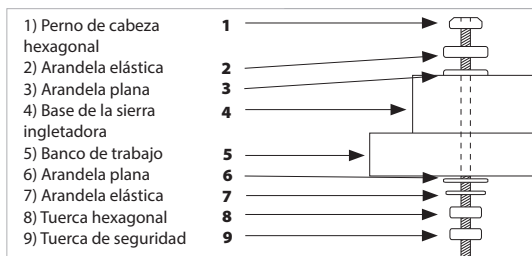 1) Perno de cabeza
hexagonal
2) Arandela elástica
3) Arandela plana
4) Base de la sierra
ingletadora
5) Banco de trabajo
6) Arandela plana
7) Arandela elástica
8) Tuerca hexagonal
9) Tuerca de seguridad
1
2
3
4
5
6
7
8
9